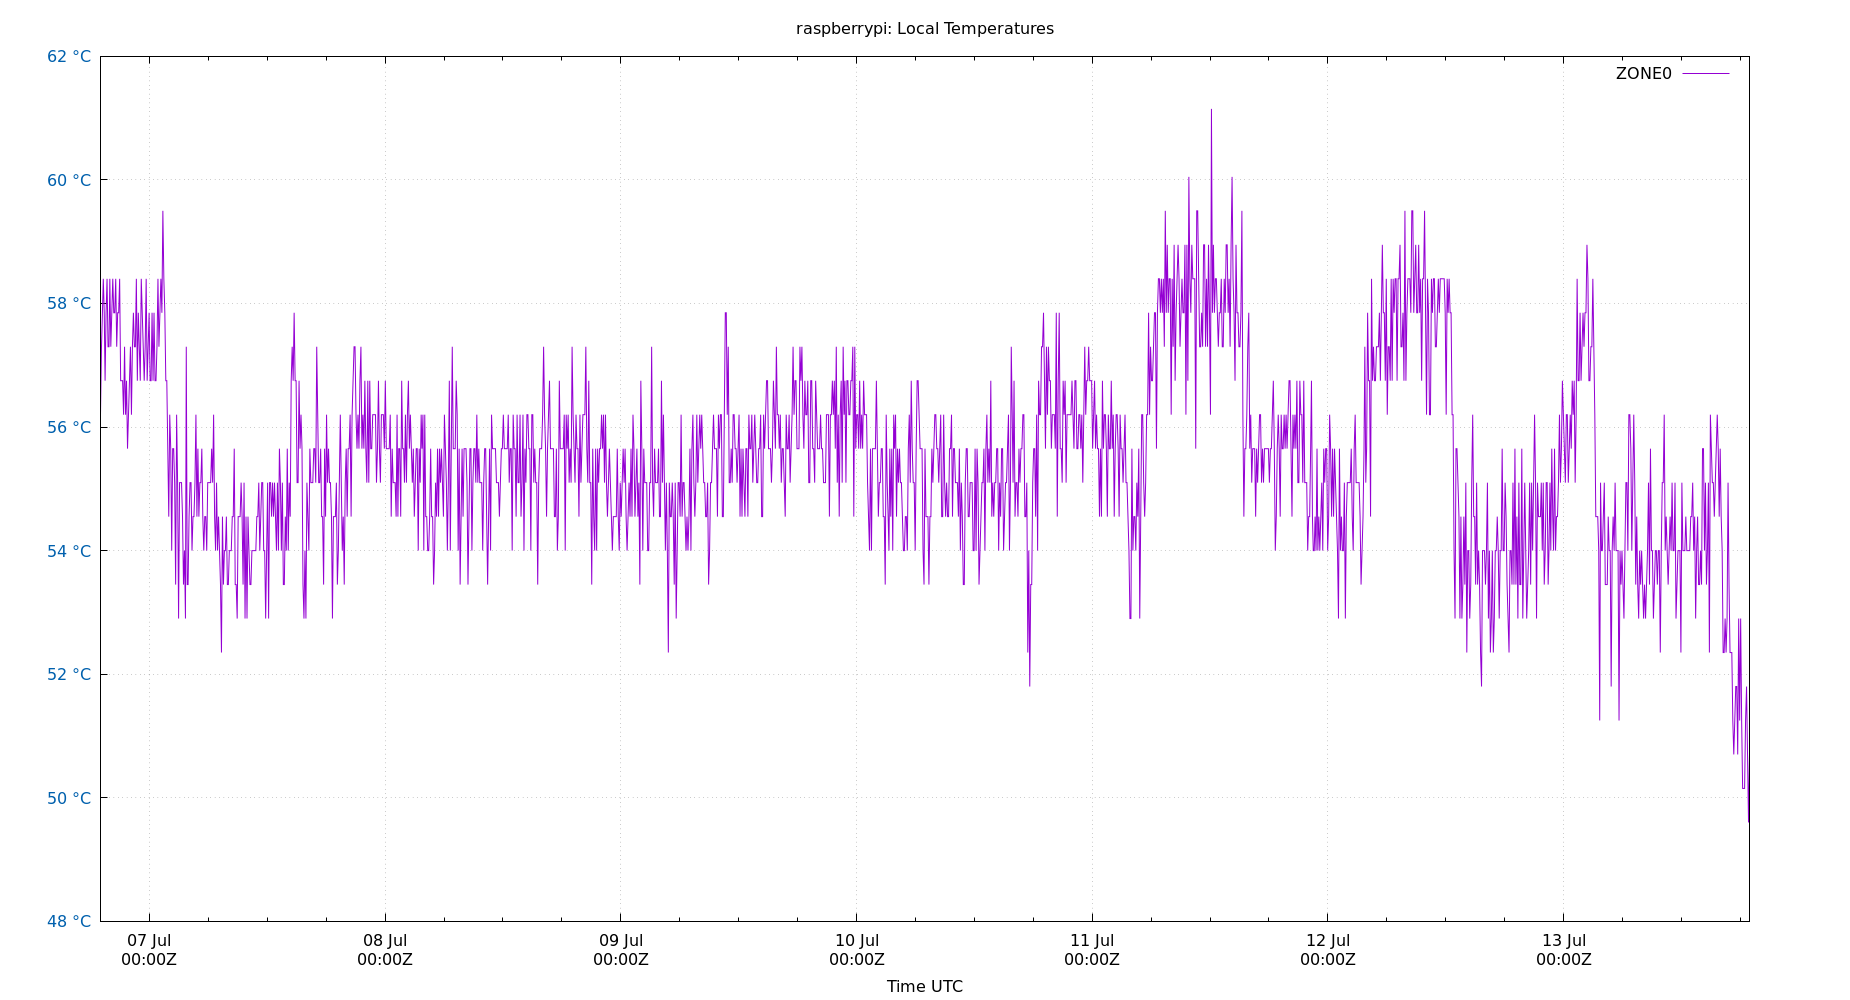 raspberrypi: Local Temperatures
62 °C
ZONE0
60 °C
58 °C
56 °C
54 °C
52 °C
50 °C
48 °C
07 Jul 08 Jul 09 Jul 10 Jul 11 Jul 12 Jul 13 Jul
00:00Z 00:00Z 00:00Z 00:00Z 00:00Z 00:00Z 00:00Z
Time UTC